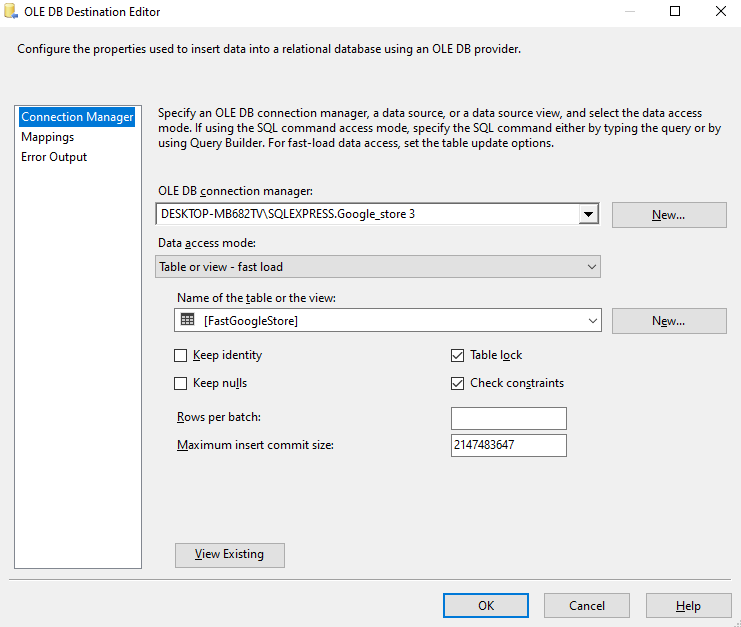 OLE DB Destination Editor
Configure the properties used to insert data into a relational database using an OLE DB provider.
Connection Manager
Mappings
Error Output
Specify an OLE DB connection manager, a data source, or a data source view, and select the data access
mode. If using the SQL command access mode, specify the SQL command either by typing the query or by
using Query Builder. For fast-load data access, set the table update options.
OLE DB connection manager:
DESKTOP-MB682TV\SQLEXPRESS.Google_store 3
New...
Data access mode:
Table or view - fast load
Name of the table or the view:
[FastGoogleStore]
New...
Keep identity
Table lock
Keep nulls
Check constraints
Rows per batch:
Maximum insert commit size:
2147483647
View Existing
OK
Cancel
Help